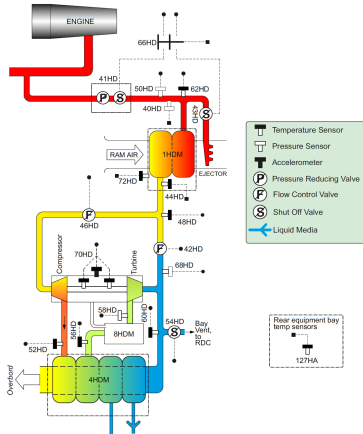 ENGINE
66HD
41HD
50HD
62HD
40HD
43HD
P
S
S
EJECTOR
RAM AIR
1HDM
72HD
44HD
46HD
F
48HD
F
42HD
Compressor
70HD
Turbine
68HD
58HD
60HD
8HDM
56HD
52HD
54HD
S
Bay
Vent,
to
RDC
4HDM
Overbord
Temperature Sensor
Pressure Sensor
Accelerometer
P Pressure Reducing Valve
F Flow Control Valve
S Shut Off Valve
Liquid Media
Rear equipment bay
temp sensors
127HA